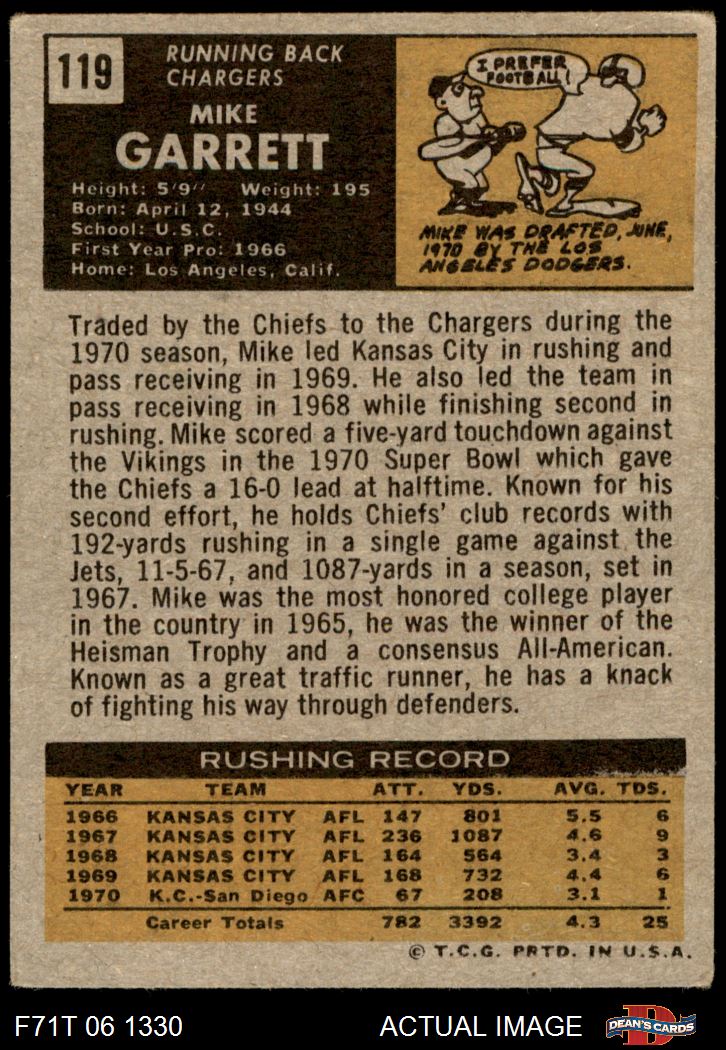 119
RUNNING BACK
CHARGERS
MIKE
GARRETT
Height: 5'9" Weight: 195
Born: April 12, 1944
School: U.S.C.
First Year Pro: 1966
Home: Los Angeles, Calif.
I PREFER
FOOTBALL!
MIKE WAS DRAFTED, JUNE,
1970 BY THE LOS
ANGELES DODGERS.
Traded by the Chiefs to the Chargers during the
1970 season, Mike led Kansas City in rushing and
pass receiving in 1969. He also led the team in
pass receiving in 1968 while finishing second in
rushing. Mike scored a five-yard touchdown against
the Vikings in the 1970 Super Bowl which gave
the Chiefs a 16-0 lead at halftime. Known for his
second effort, he holds Chiefs' club records with
192-yards rushing in a single game against the
Jets, 11-5-67, and 1087-yards in a season, set in
1967. Mike was the most honored college player
in the country in 1965, he was the winner of the
Heisman Trophy and a consensus All-American.
Known as a great traffic runner, he has a knack
of fighting his way through defenders.
RUSHING RECORD
YEAR TEAM ATT. YDS. AVG. TDS.
1966 KANSAS CITY AFL 147 801 5.5 6
1967 KANSAS CITY AFL 236 1087 4.6 9
1968 KANSAS CITY AFL 164 564 3.4 3
1969 KANSAS CITY AFL 168 732 4.4 6
1970 K.C.-San Diego AFC 67 208 3.1 1
Career Totals 782 3392 4.3 25
© T.C.G. PRTD. IN U.S.A.
F71T 06 1330 ACTUAL IMAGE
D
DEAN'S CARDS